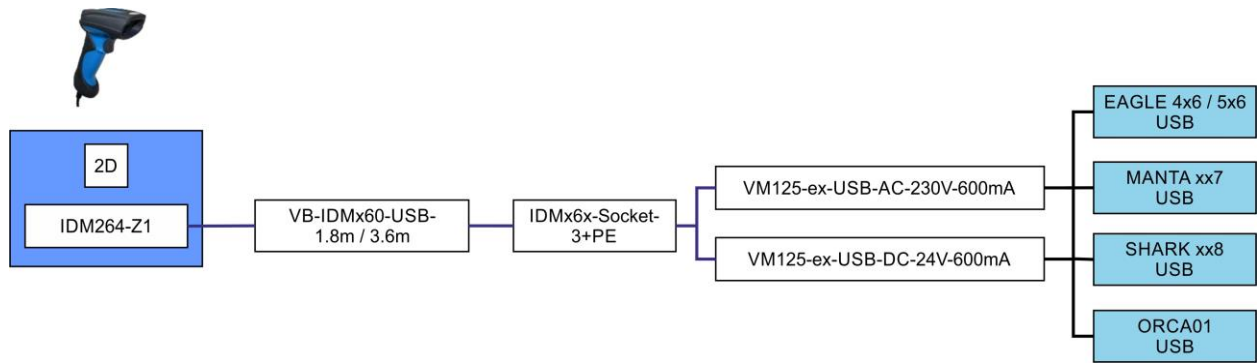 2D
IDM264-Z1
VB-IDMx60-USB-
1.8m / 3.6m
IDMx6x-Socket-
3+PE
VM125-ex-USB-AC-230V-600mA
VM125-ex-USB-DC-24V-600mA
EAGLE 4x6 / 5x6
USB
MANTA xx7
USB
SHARK xx8
USB
ORCA01
USB